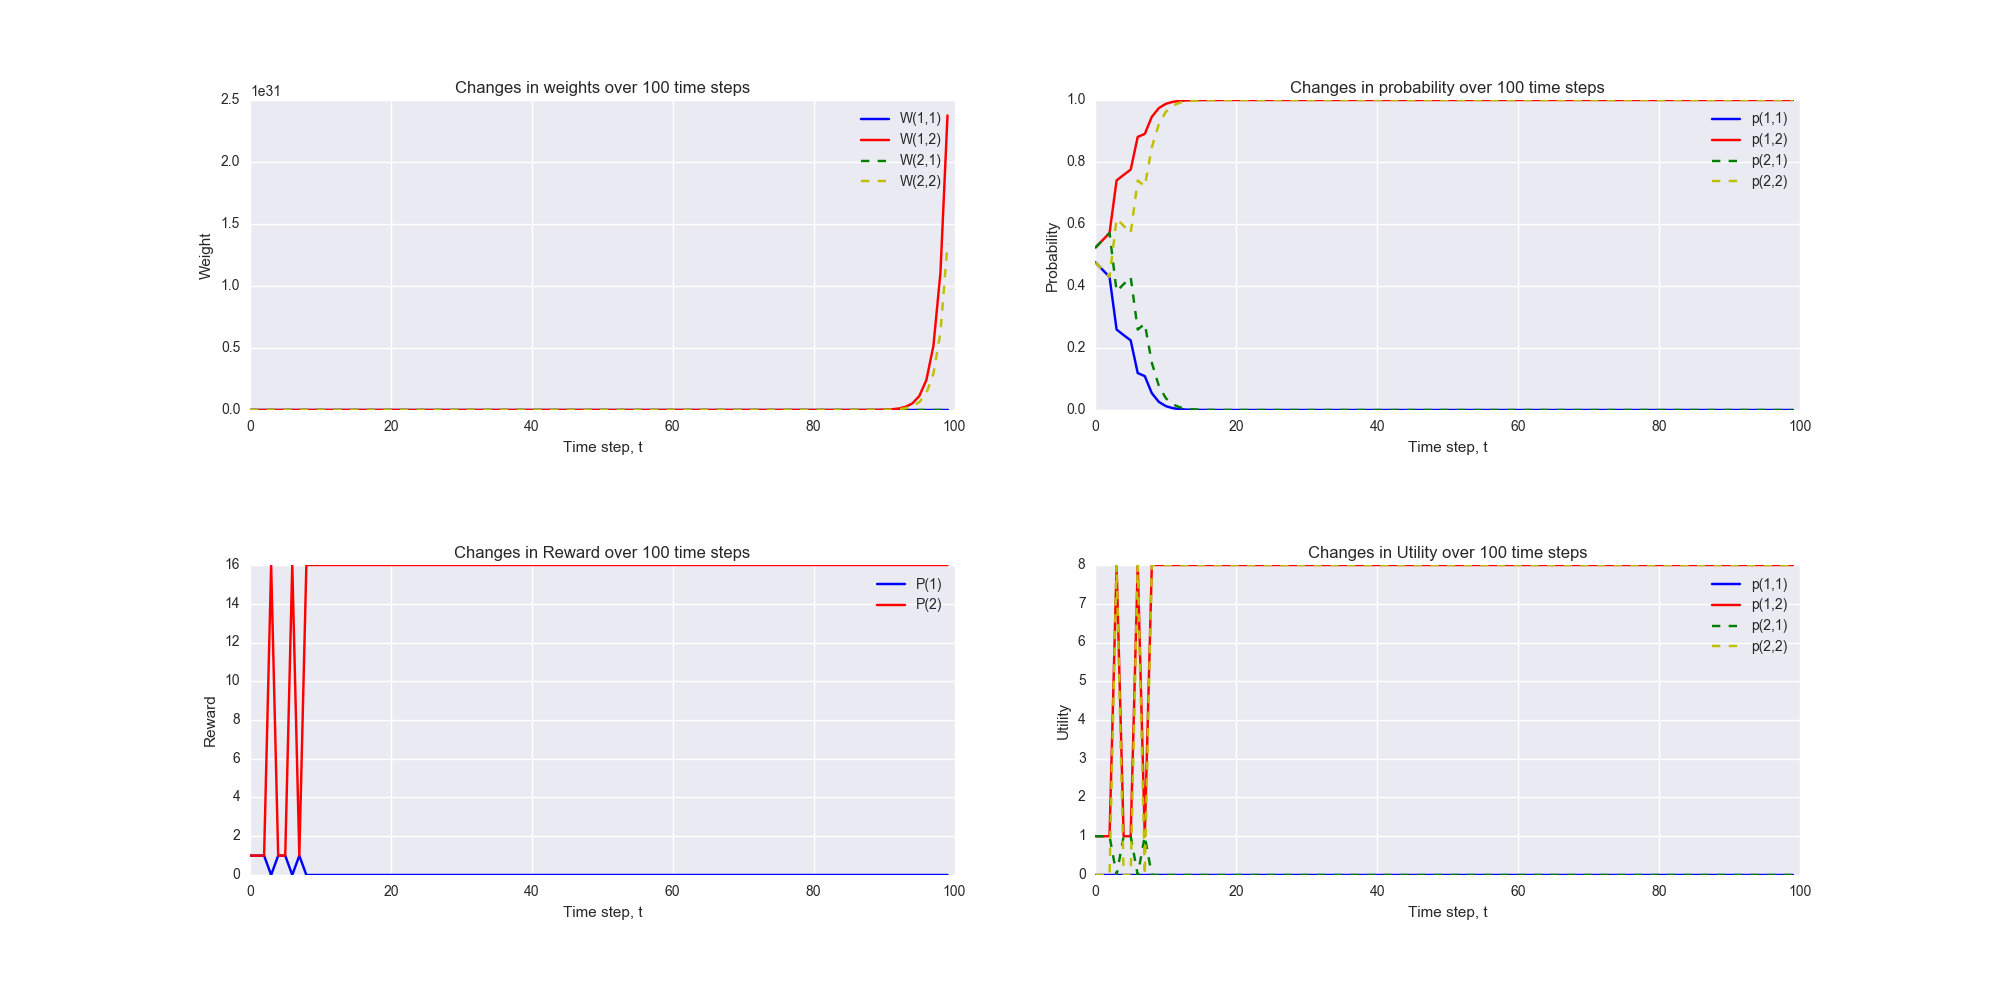 Changes in weights over 100 time steps
1e31
2.5
2.0
1.5
1.0
0.5
0.0
Weight
0 20 40 60 80 100
Time step, t
W(1,1)
W(1,2)
W(2,1)
W(2,2)
Changes in probability over 100 time steps
1.0
0.8
0.6
0.4
0.2
0.0
Probability
0 20 40 60 80 100
Time step, t
p(1,1)
p(1,2)
p(2,1)
p(2,2)
Changes in Reward over 100 time steps
16
14
12
10
8
6
4
2
0
Reward
0 20 40 60 80 100
Time step, t
P(1)
P(2)
Changes in Utility over 100 time steps
8
7
6
5
4
3
2
1
0
Utility
0 20 40 60 80 100
Time step, t
p(1,1)
p(1,2)
p(2,1)
p(2,2)